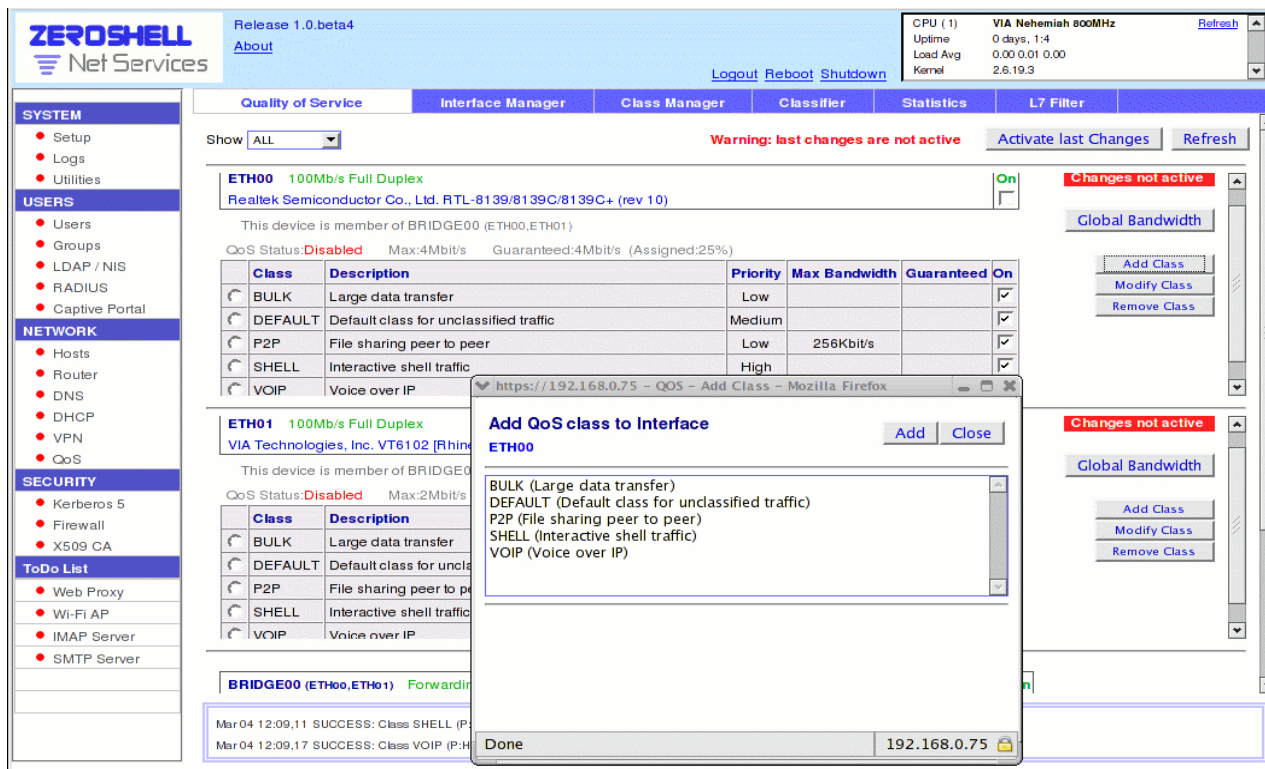 ZEROSHELL
Net Services
Release 1.0.beta4
About
Logout Reboot Shutdown
CPU (1) VIA Nehemiah 800MHz Refresh
Uptime 0 days, 1:4
Load Avg 0.00 0.01 0.00
Kernel 2.6.19.3
SYSTEM
Setup
Logs
Utilities
USERS
Users
Groups
LDAP / NIS
RADIUS
Captive Portal
NETWORK
Hosts
Router
DNS
DHCP
VPN
QoS
SECURITY
Kerberos 5
Firewall
X509 CA
ToDo List
Web Proxy
Wi-Fi AP
IMAP Server
SMTP Server
Quality of Service Interface Manager Class Manager Classifier Statistics L7 Filter
Show ALL Warning: last changes are not active Activate last Changes Refresh
ETH00 100Mb/s Full Duplex On Changes not active
Realtek Semiconductor Co., Ltd. RTL-8139/8139C/8139C+ (rev 10)
This device is member of BRIDGE00 (ETH00,ETH01) Global Bandwidth
QoS Status:Disabled Max:4Mbit/s Guaranteed:4Mbit/s (Assigned:25%)
Class Description Priority Max Bandwidth Guaranteed On Add Class
BULK Large data transfer Low Modify Class
DEFAULT Default class for unclassified traffic Medium Remove Class
P2P File sharing peer to peer Low 256Kbit/s
SHELL Interactive shell traffic High
VOIP Voice over IP
ETH01 100Mb/s Full Duplex Changes not active
VIA Technologies, Inc. VT6102 [Rhine
This device is member of BRIDGE0 Global Bandwidth
QoS Status:Disabled Max:2Mbit/s
Class Description Add Class
BULK Large data transfer Modify Class
DEFAULT Default class for uncla Remove Class
P2P File sharing peer to pe
SHELL Interactive shell traffic
VOIP Voice over IP
BRIDGE00 (ETH00,ETH01) Forwardin n
Mar 04 12:09,11 SUCCESS: Class SHELL (P:
Mar 04 12:09,17 SUCCESS: Class VOIP (P:H
https://192.168.0.75 - QOS - Add Class - Mozilla Firefox
Add QoS class to Interface
ETH00
Add Close
BULK (Large data transfer)
DEFAULT (Default class for unclassified traffic)
P2P (File sharing peer to peer)
SHELL (Interactive shell traffic)
VOIP (Voice over IP)
Done 192.168.0.75